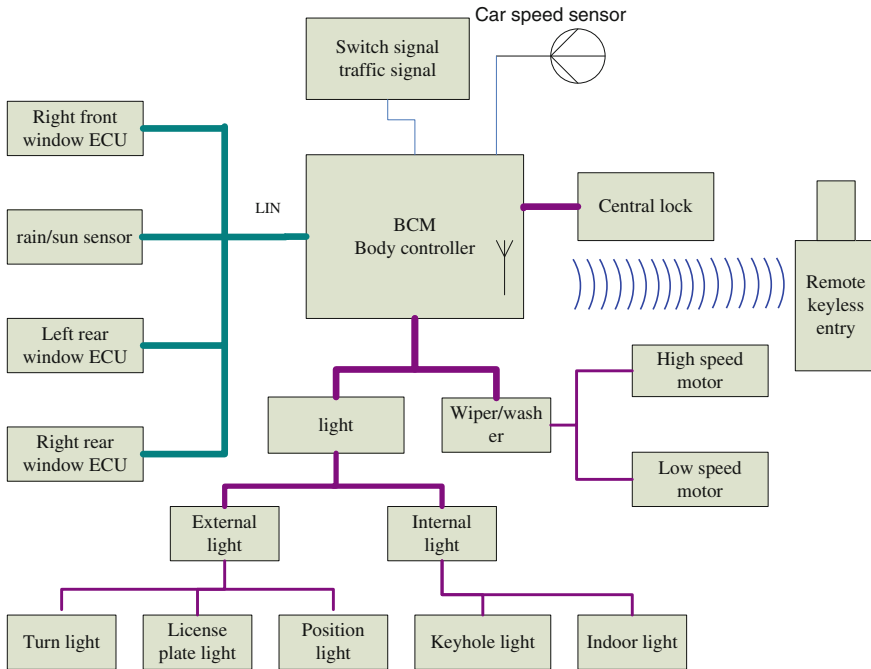 Car speed sensor
Switch signal
traffic signal
Right front
window ECU
LIN
rain/sun sensor
BCM
Body controller
Central lock
Remote
keyless
entry
Left rear
window ECU
High speed
motor
light
Wiper/wash
er
Right rear
window ECU
Low speed
motor
External
light
Internal
light
Turn light
License
plate light
Position
light
Keyhole light
Indoor light